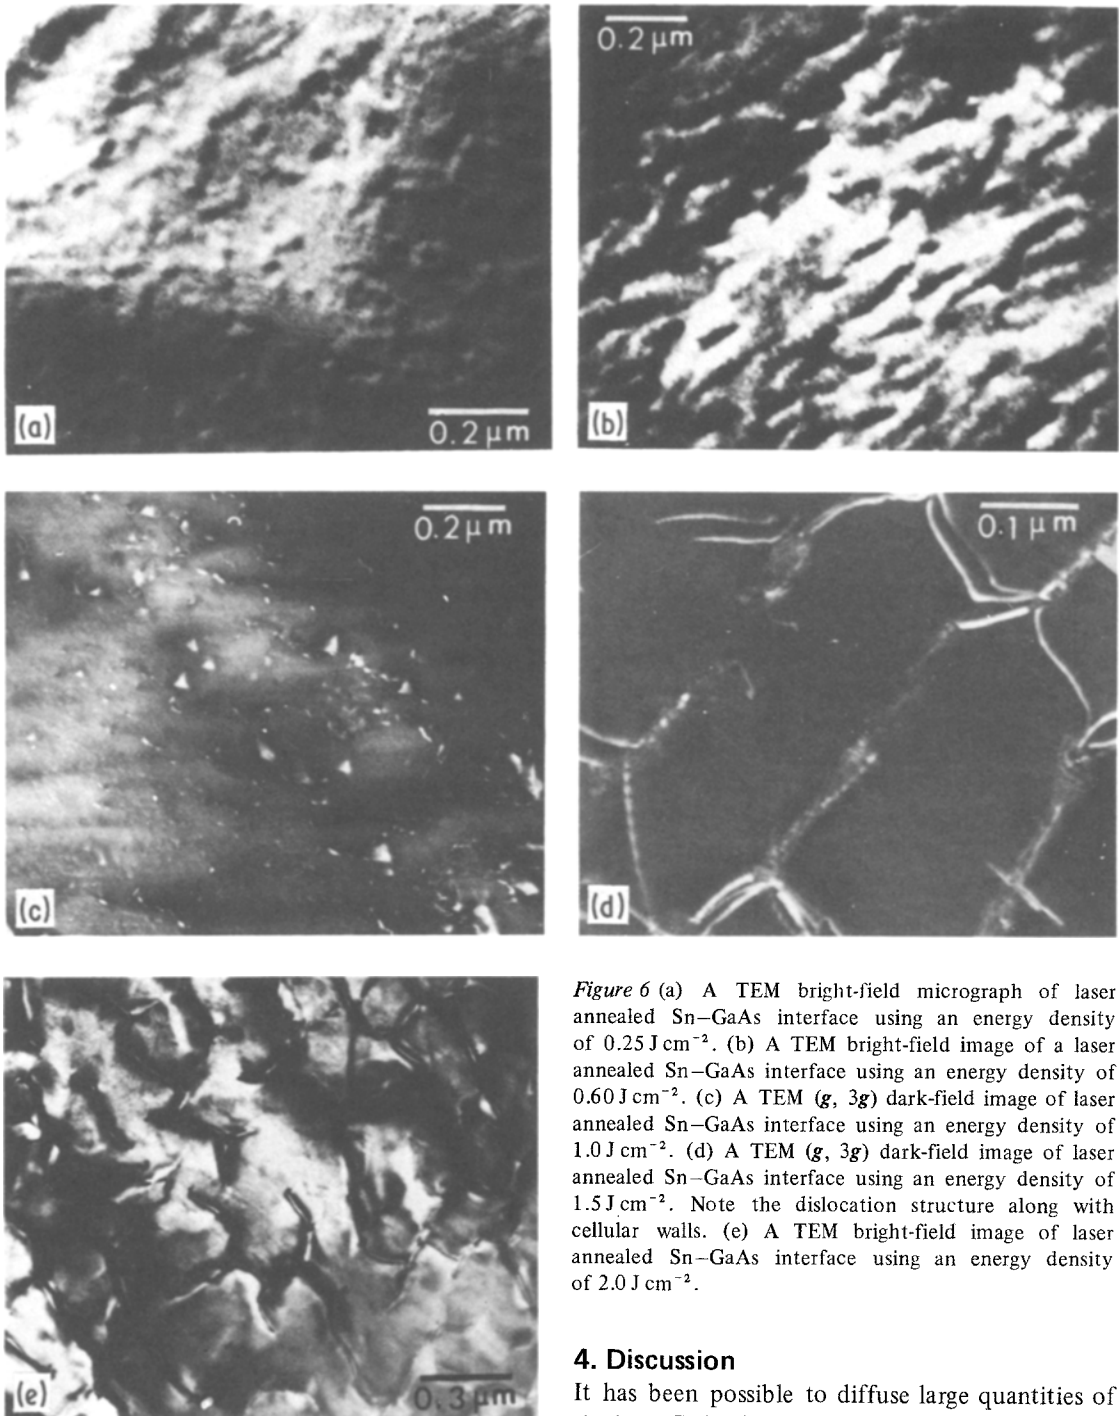 0.2 μm
(a)
0.2 μm
(b)
0.2 μm
(c)
0.1 μm
(d)
0.3 μm
(e)
Figure 6 (a) A TEM bright-field micrograph of laser
annealed Sn–GaAs interface using an energy density
of 0.25 J cm⁻². (b) A TEM bright-field image of a laser
annealed Sn–GaAs interface using an energy density of
0.60 J cm⁻². (c) A TEM (g, 3g) dark-field image of laser
annealed Sn–GaAs interface using an energy density of
1.0 J cm⁻². (d) A TEM (g, 3g) dark-field image of laser
annealed Sn–GaAs interface using an energy density of
1.5 J cm⁻². Note the dislocation structure along with
cellular walls. (e) A TEM bright-field image of laser
annealed Sn–GaAs interface using an energy density
of 2.0 J cm⁻².
4. Discussion
It has been possible to diffuse large quantities of